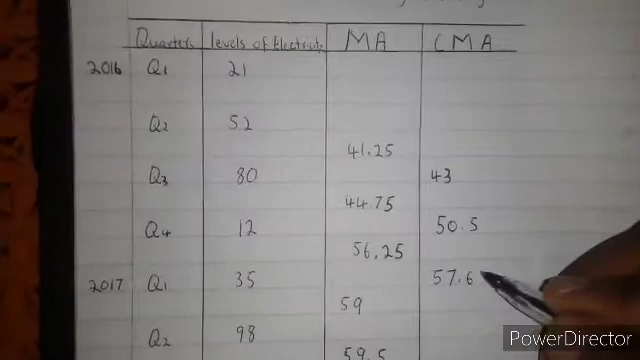 Quarters levels of Electricity MA CMA
2016 Q1 21
Q2 52
41.25
Q3 80 43
44.75
Q4 12 50.5
56.25
2017 Q1 35 57.6
59
Q2 98
59.5
PowerDirector